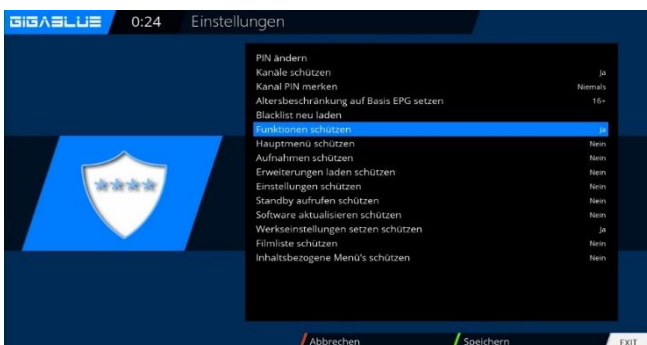 GIGABLUE 0:24 Einstellungen
PIN ändern
Kanäle schützen Ja
Kanal PIN merken Niemals
Altersbeschränkung auf Basis EPG setzen 16+
Blacklist neu laden
Funktionen schützen Ja
Hauptmenü schützen Nein
Aufnahmen schützen Nein
Erweiterungen laden schützen Nein
Einstellungen schützen Nein
Standby aufrufen schützen Nein
Software aktualisieren schützen Nein
Werkseinstellungen setzen schützen Ja
Filmliste schützen Nein
Inhaltsbezogene Menü's schützen Nein
Abbrechen Speichern EXIT